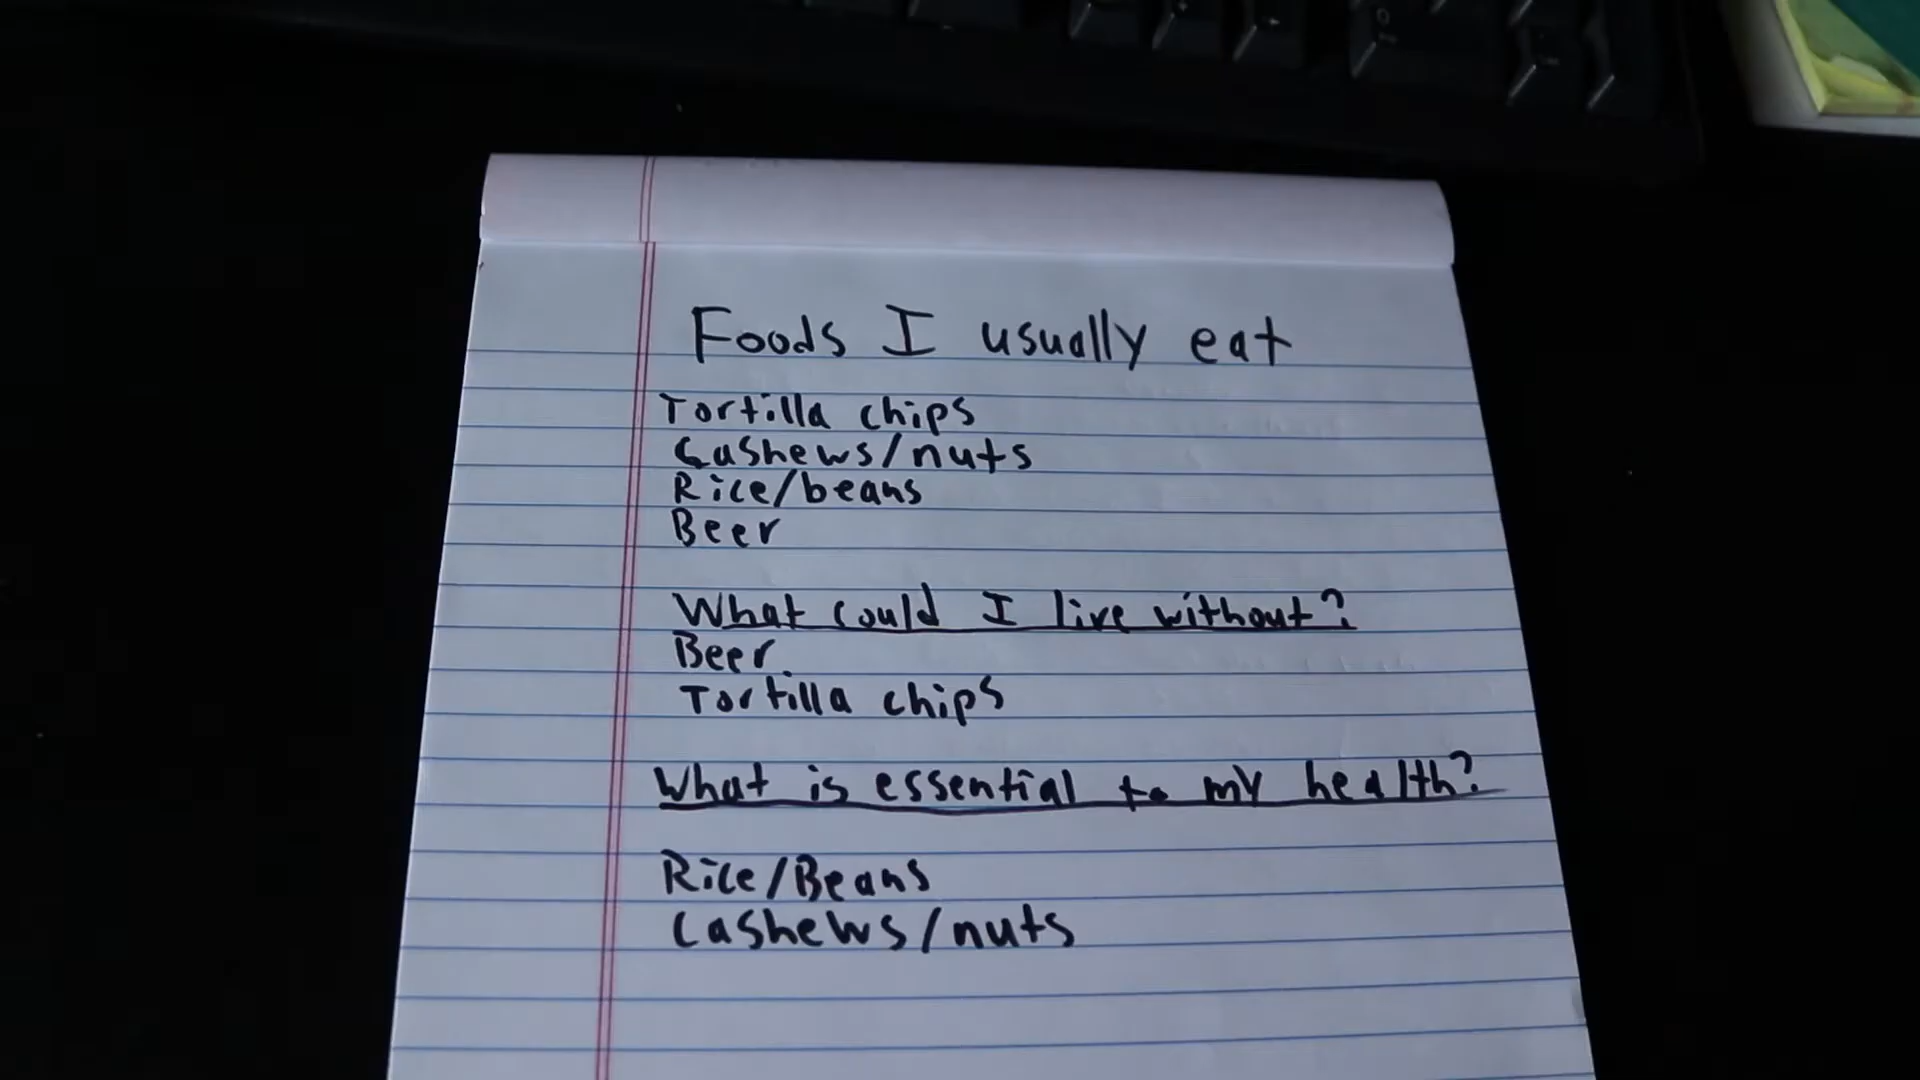 Foods I usually eat
Tortilla chips
Cashews/nuts
Rice/beans
Beer
What could I live without?
Beer
Tortilla chips
What is essential to my health?
Rice/Beans
Cashews/nuts